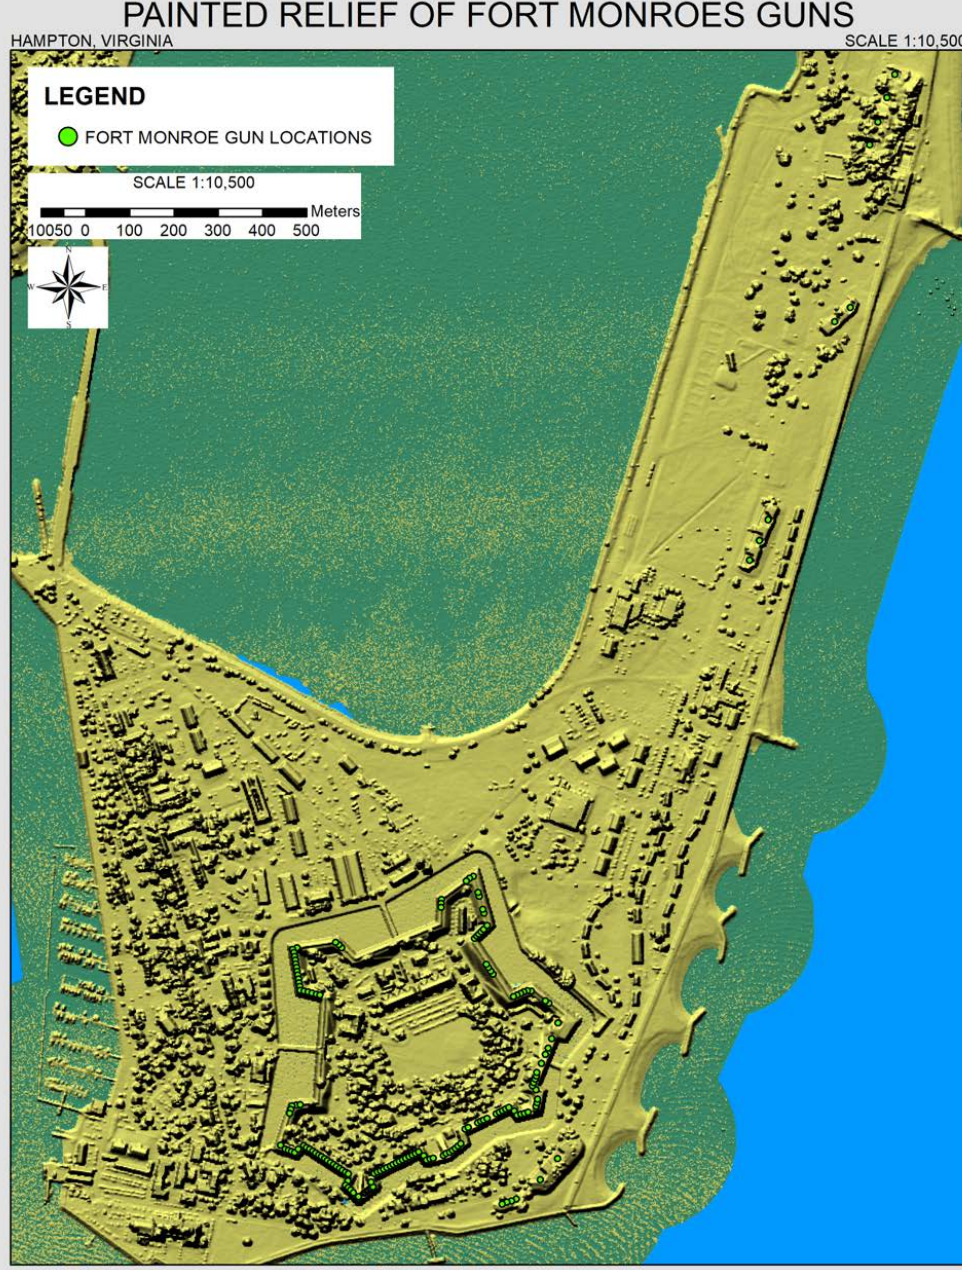 PAINTED RELIEF OF FORT MONROES GUNS
HAMPTON, VIRGINIA
SCALE 1:10,500
LEGEND
FORT MONROE GUN LOCATIONS
SCALE 1:10,500
Meters
10050 0 100 200 300 400 500
N
W E
S